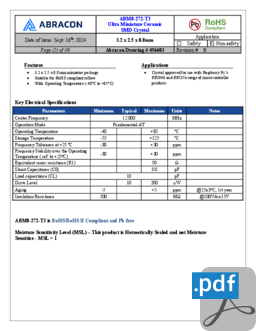 ABRACON
ABM8-272-T3
Ultra Miniature Ceramic
SMD Crystal
Pb
RoHS
Compliant
Date of Issue: Sept. 16th, 2024
3.2 x 2.5 x 0.8mm
Application
Safety Non-safety
Page (2) of (9)
Abracon Drawing # 456603
Revision #: B
Features
3.2 x 2.5 x 0.8 mm miniature package
Suitable for RoHS compliant reflow
Wide Operating Temperature (-40°C to +85°C)
Applications
Crystal approved for use with Raspberry Pi's
RP2040 and RP2350 range of microcontroller
products
Key Electrical Specifications
Parameters Minimum Typical Maximum Units Notes
Center Frequency 12.000 MHz
Operation Mode Fundamental-AT
Operating Temperature -40 +85 °C
Storage Temperature -55 +125 °C
Frequency Tolerance at +25°C -30 +30 ppm
Frequency Stability over the Operating
Temperature (ref. to +25°C) -30 +30 ppm
Equivalent series resistance (R1) 50 Ω
Shunt Capacitance (C0) 3.0 pF
Load capacitance (CL) 10 pF
Drive Level 10 200 µW
Aging -5 +5 ppm @25±3°C, 1st year
Insulation Resistance 500 MΩ @100Vdc±15V
ABM8-272-T3 is RoHS/RoHS II Compliant and Pb free
Moisture Sensitivity Level (MSL) – This product is Hermetically Sealed and not Moisture
Sensitive - MSL = 1
.pdf